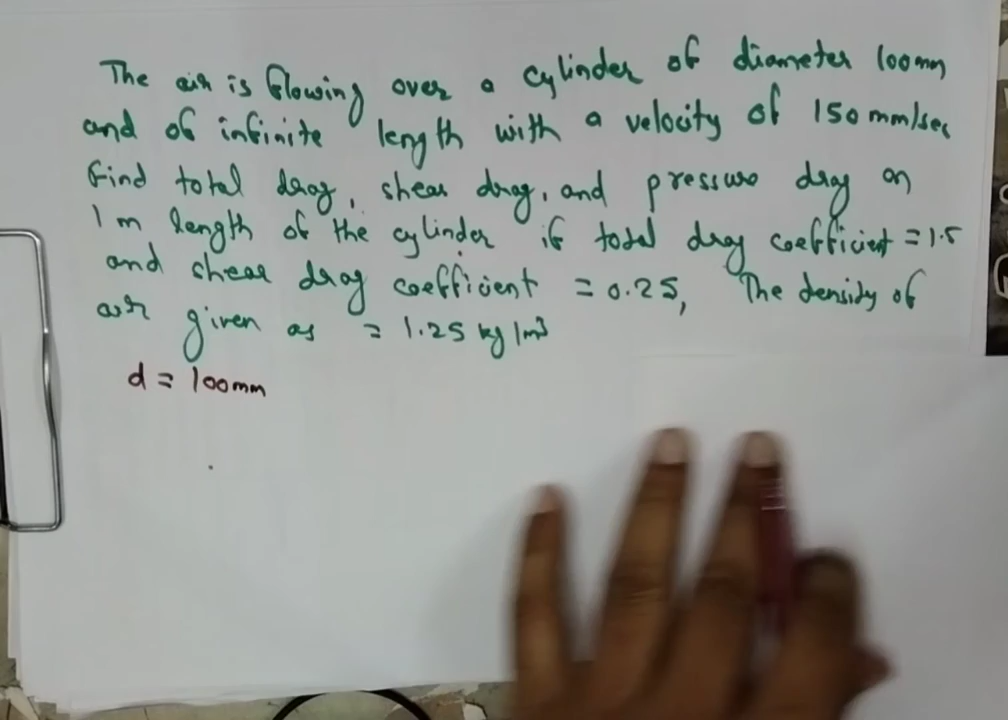 The air is flowing over a cylinder of diameter 100mm
and of infinite length with a velocity of 150 mm/sec
Find total drag, shear drag, and pressure drag on
1 m length of the cylinder if total drag coefficient = 1.5
and shear drag coefficient = 0.25, The density of
air given as = 1.25 kg/m³
d = 100mm